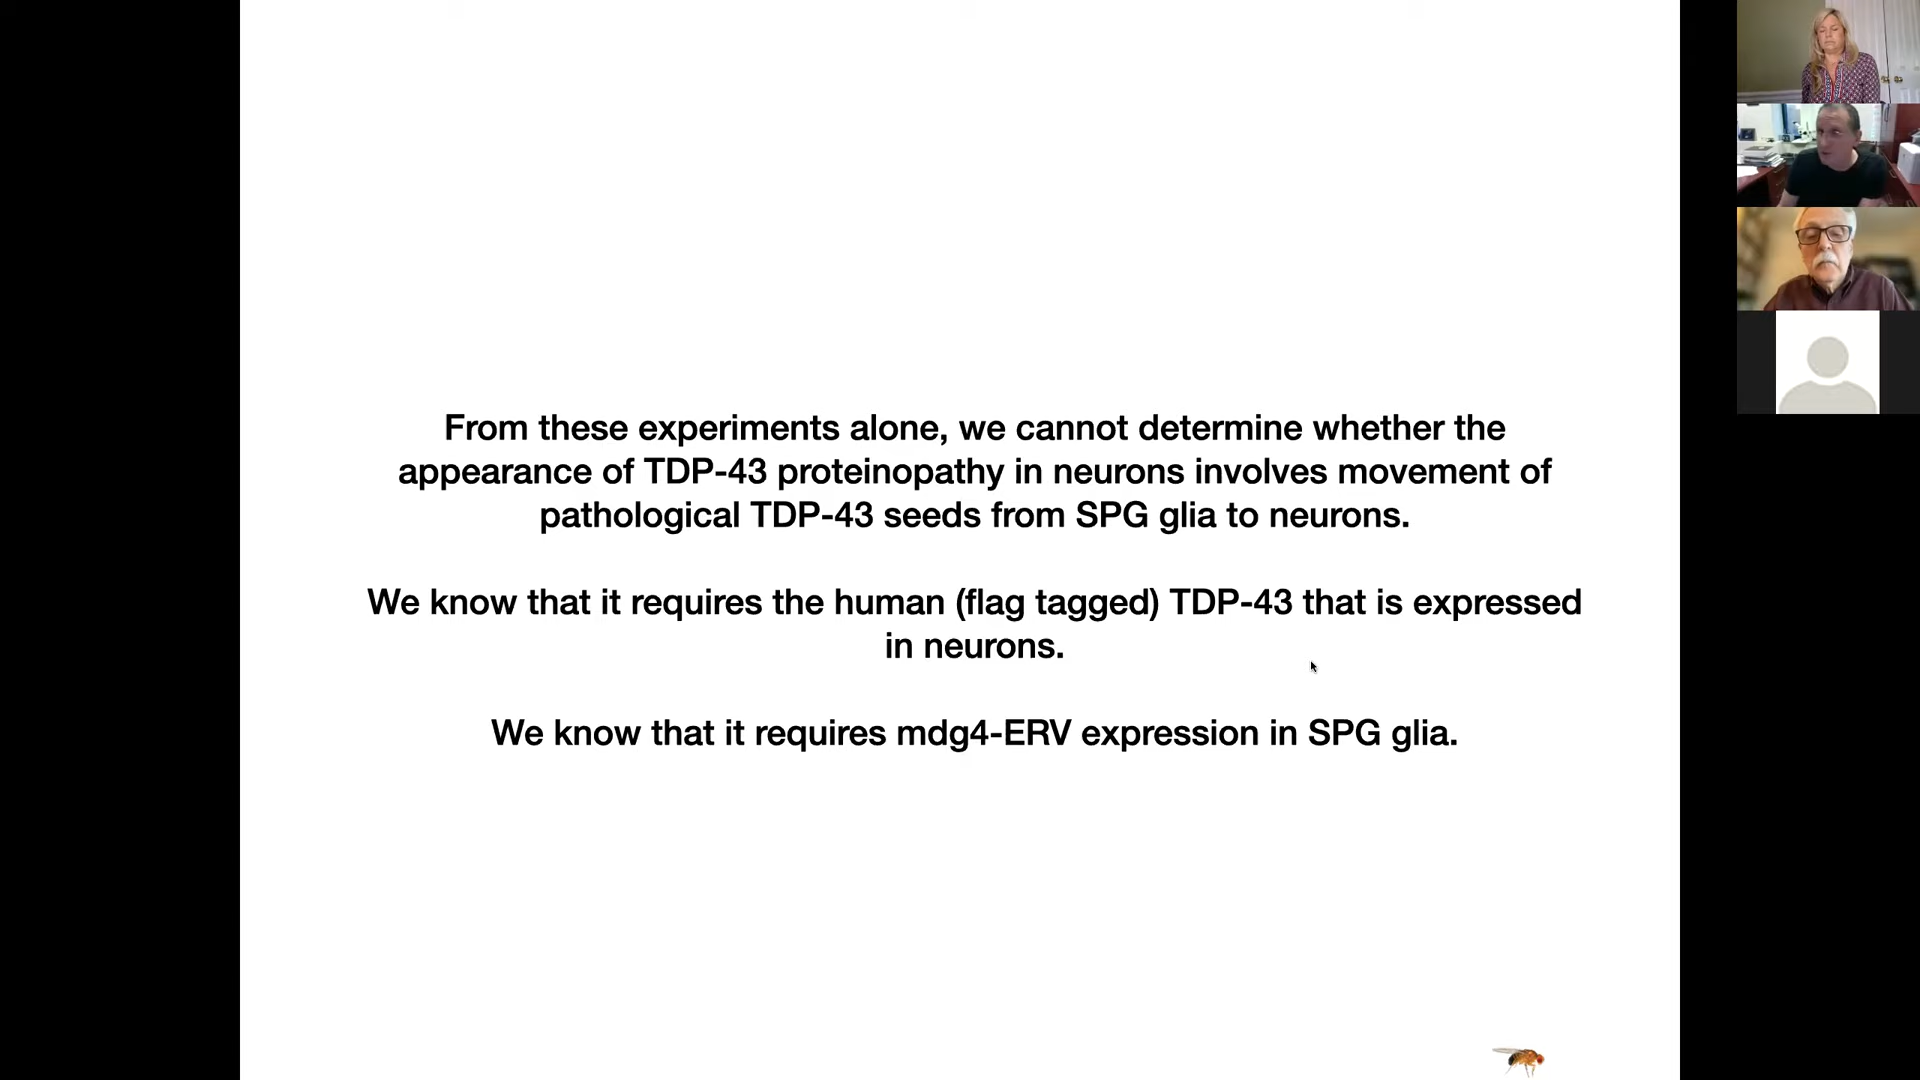 From these experiments alone, we cannot determine whether the
appearance of TDP-43 proteinopathy in neurons involves movement of
pathological TDP-43 seeds from SPG glia to neurons.
We know that it requires the human (flag tagged) TDP-43 that is expressed
in neurons.
We know that it requires mdg4-ERV expression in SPG glia.